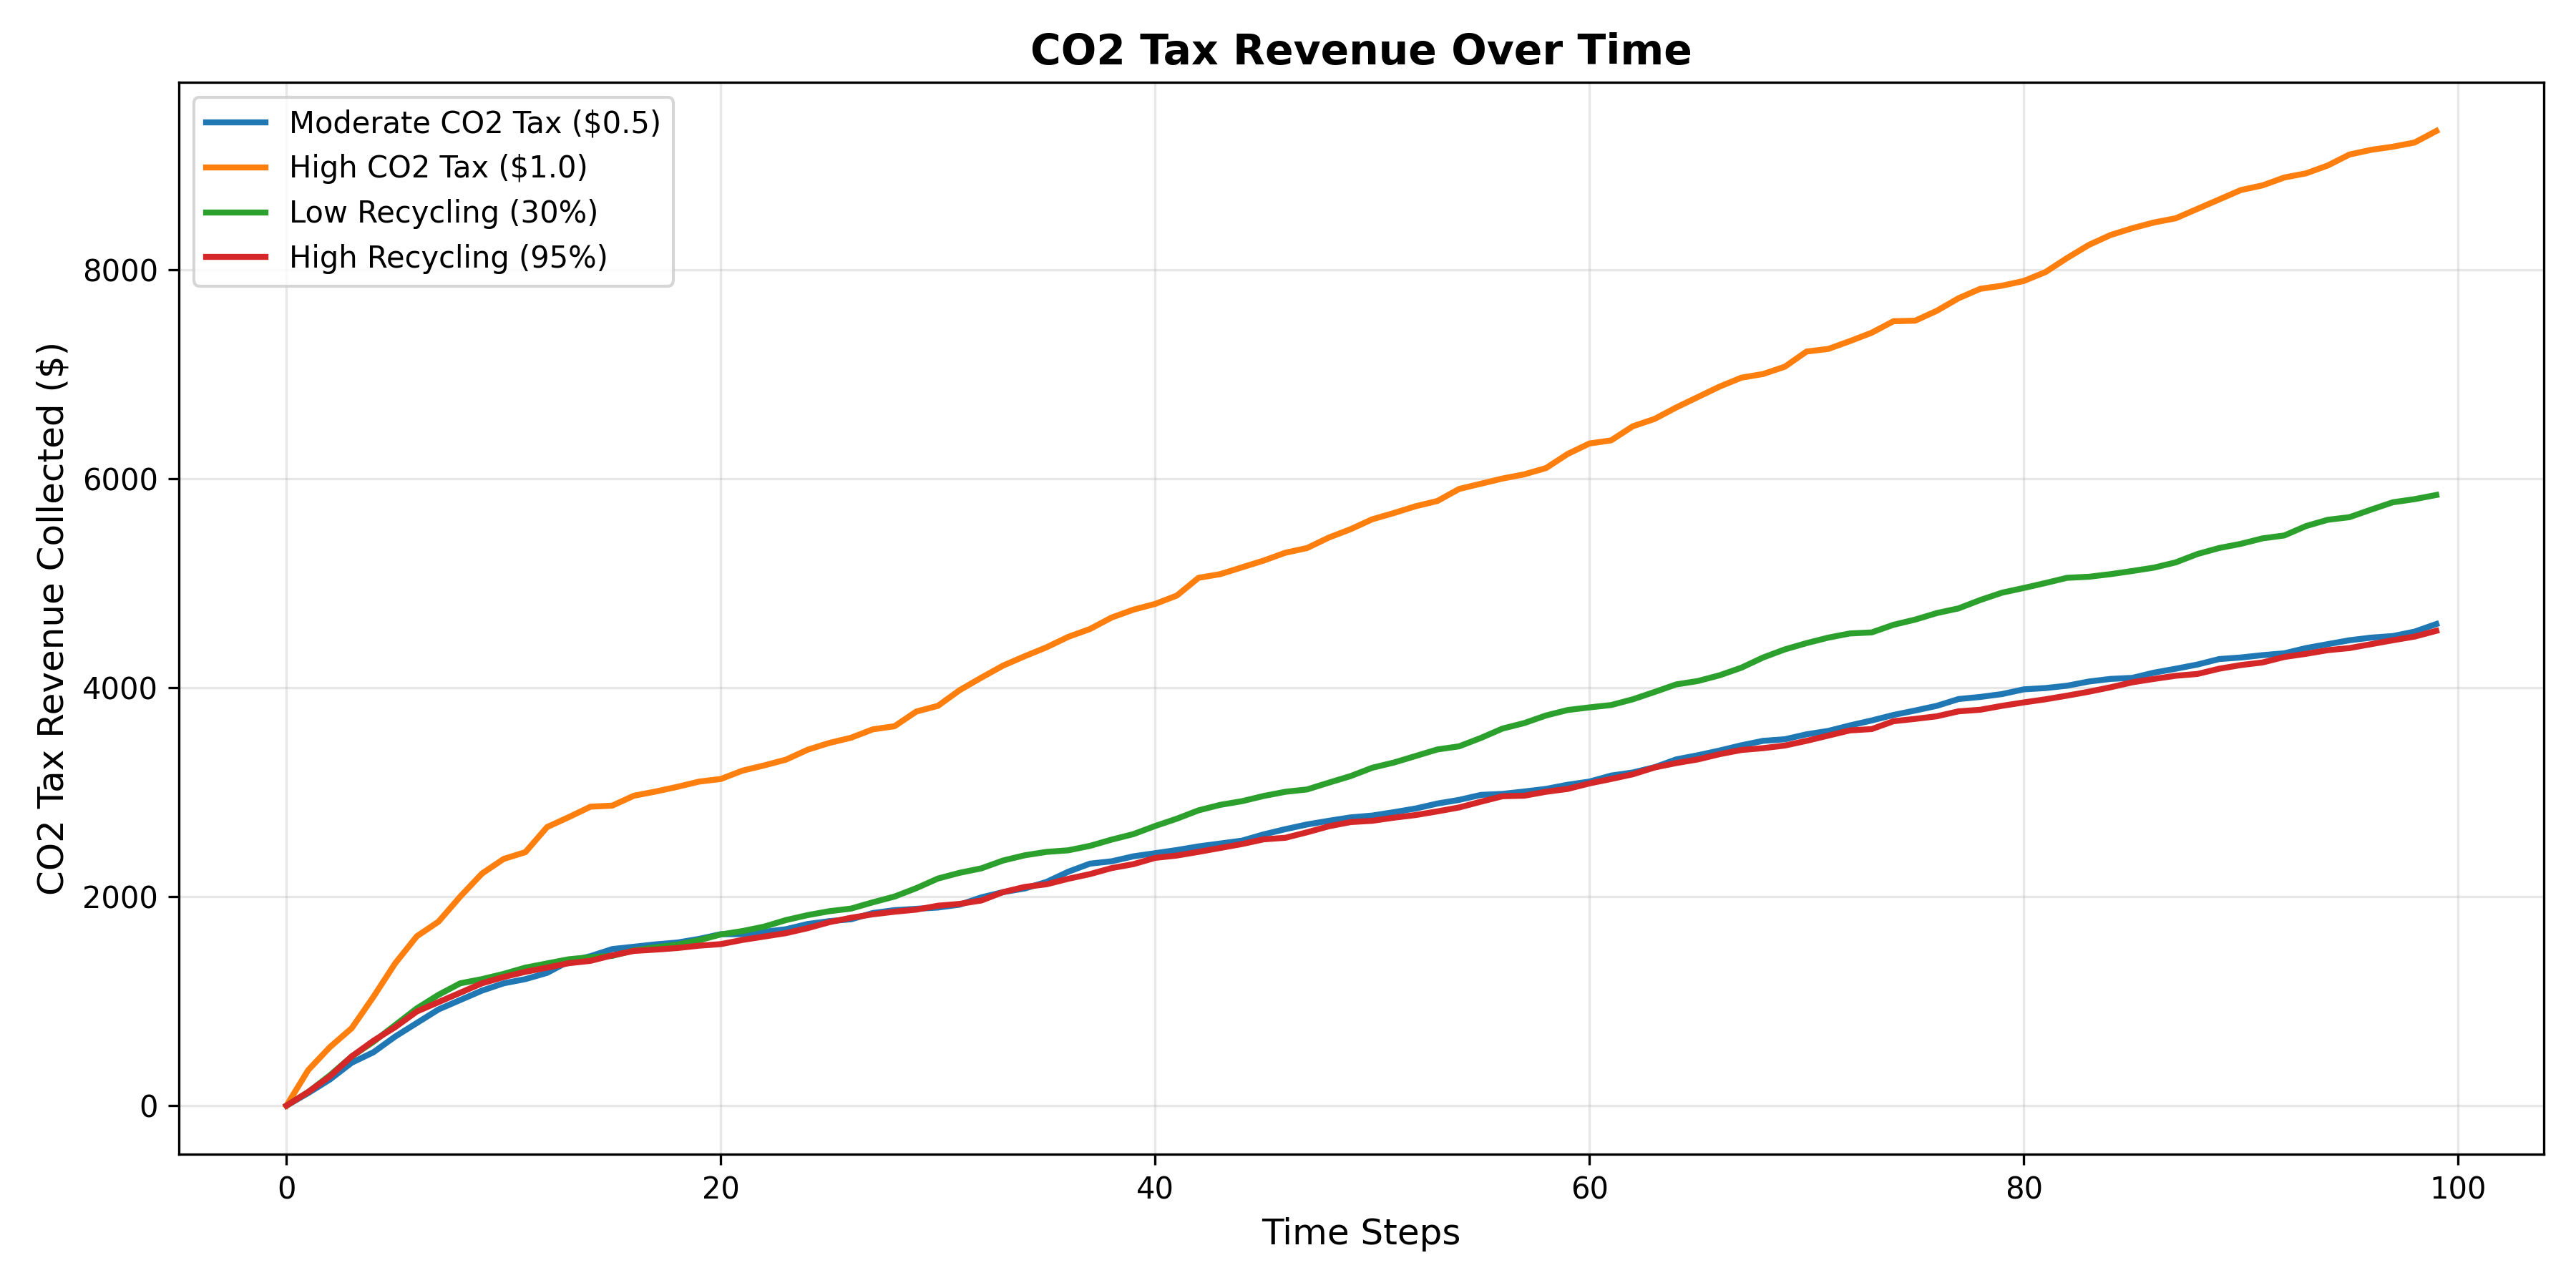 CO2 Tax Revenue Over Time
Moderate CO2 Tax ($0.5)
High CO2 Tax ($1.0)
Low Recycling (30%)
High Recycling (95%)
CO2 Tax Revenue Collected ($)
8000
6000
4000
2000
0
0 20 40 60 80 100
Time Steps